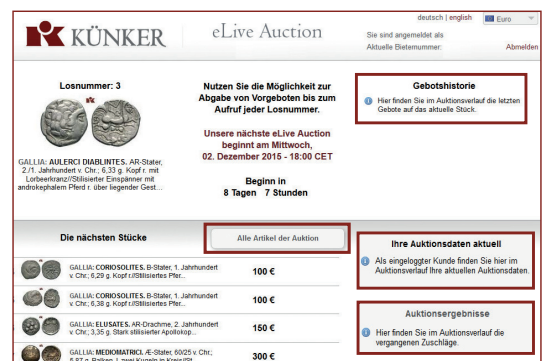 deutsch | english
Euro
KÜNKER
eLive Auction
Sie sind angemeldet als
Aktuelle Bieternummer:
Abmelden
Losnummer: 3
GALLIA: AULERCI DIABLINTES. AR-Stater,
2./1. Jahrhundert v. Chr.; 6,33 g. Kopf r. mit
Lorbeerkranz//Stilisierter Einspänner mit
androkephalem Pferd r. über liegender Gest...
Nutzen Sie die Möglichkeit zur
Abgabe von Vorgeboten bis zum
Aufruf jeder Losnummer.
Unsere nächste eLive Auction
beginnt am Mittwoch,
02. Dezember 2015 - 18:00 CET
Beginn in
8 Tagen 7 Stunden
Gebotshistorie
Hier finden Sie im Auktionsverlauf die letzten
Gebote auf das aktuelle Stück.
Die nächsten Stücke
Alle Artikel der Auktion
GALLIA: CORIOSOLITES. B-Stater, 1. Jahrhundert
v. Chr.; 6,29 g. Kopf r.//Stilisiertes Pfer...
100 €
GALLIA: CORIOSOLITES. B-Stater, 1. Jahrhundert
v. Chr.; 6,38 g. Kopf r.//Stilisiertes Pfer...
100 €
GALLIA: ELUSATES. AR-Drachme, 2. Jahrhundert
v. Chr.; 3,35 g. Stark stilisierter Apollokop...
150 €
GALLIA: MEDIOMATRICI. Æ-Stater, 60/25 v. Chr.;
300 €
Ihre Auktionsdaten aktuell
Als eingeloggter Kunde finden Sie hier im
Auktionsverlauf Ihre aktuellen Auktionsdaten.
Auktionsergebnisse
Hier finden Sie im Auktionsverlauf die
vergangenen Zuschläge.